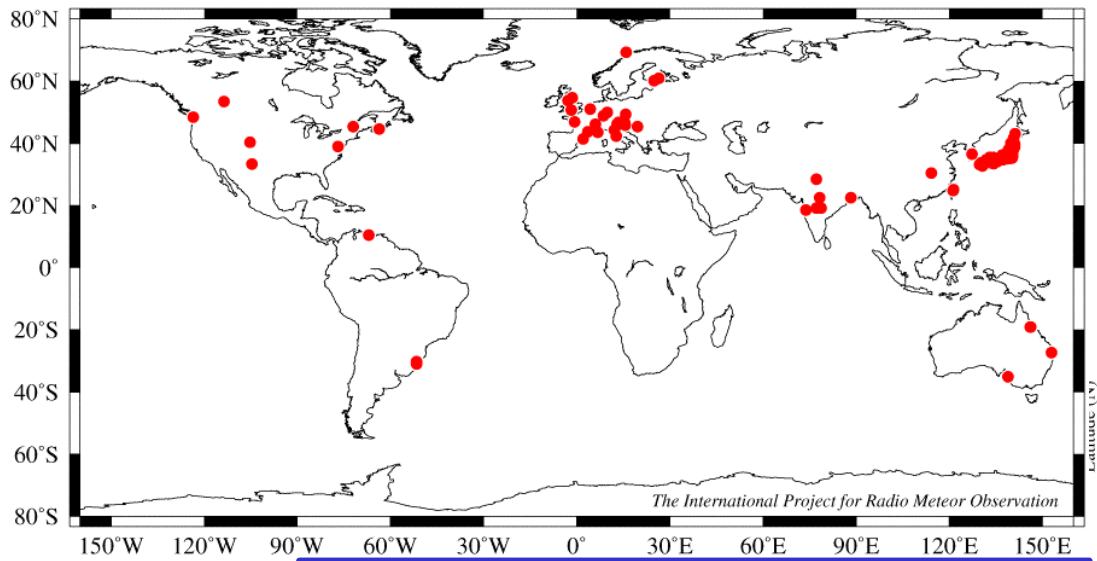 80°N
60°N
40°N
20°N
0°
20°S
40°S
60°S
80°S
The International Project for Radio Meteor Observation
150°W 120°W 90°W 60°W 30°W 0° 30°E 60°E 90°E 120°E 150°E
Latitude (N)